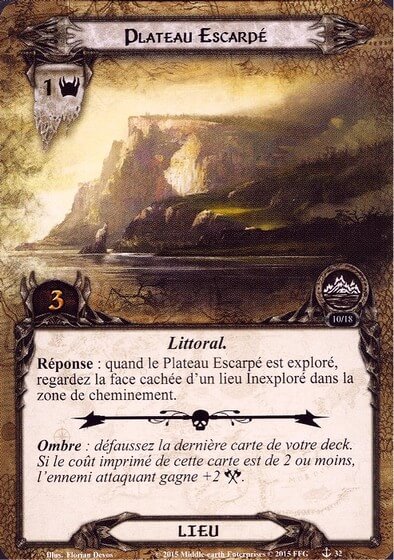 Plateau Escarpé
1
3
10/18
Littoral.
Réponse : quand le Plateau Escarpé est exploré,
regardez la face cachée d'un lieu Inexploré dans la
zone de cheminement.
Ombre : défaussez la dernière carte de votre deck.
Si le coût imprimé de cette carte est de 2 ou moins,
l'ennemi attaquant gagne +2
LIEU
Illus. Florian Devos © 2015 Middle-earth Enterprises © 2015 FFG 32